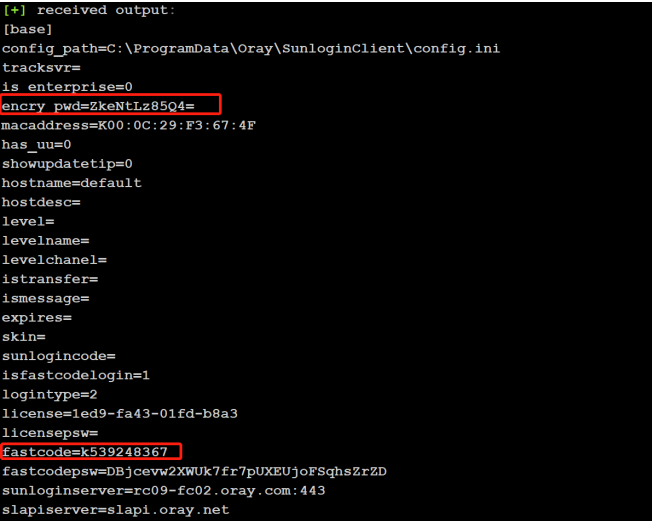 [+] received output:
[base]
config_path=C:\ProgramData\Oray\SunloginClient\config.ini
tracksvr=
is_enterprise=0
encry_pwd=ZkeNtLz85Q4=
macaddress=K00:0C:29:F3:67:4F
has_uu=0
showupdatetip=0
hostname=default
hostdesc=
level=
levelname=
levelchanel=
istransfer=
ismessage=
expires=
skin=
sunlogincode=
isfastcodelogin=1
logintype=2
license=1ed9-fa43-01fd-b8a3
licensepsw=
fastcode=k539248367
fastcodepsw=DBjcevw2XWUk7fr7pUXEUjoFSqhsZrZD
sunloginserver=rc09-fc02.oray.com:443
slapiserver=slapi.oray.net